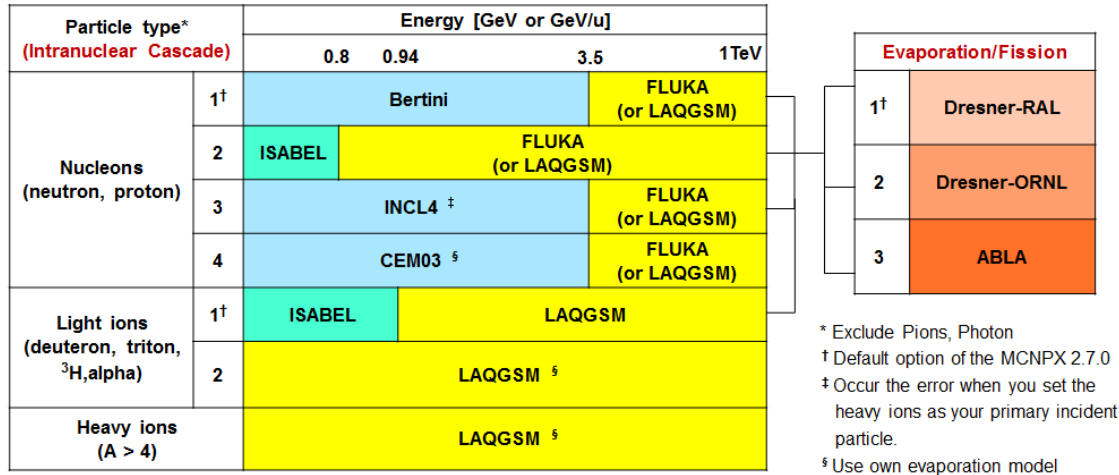 Particle type*
(Intranuclear Cascade)
Energy [GeV or GeV/u]
0.8 0.94 3.5 1TeV
Nucleons
(neutron, proton)
1†
Bertini
FLUKA
(or LAQGSM)
2
ISABEL
FLUKA
(or LAQGSM)
3
INCL4 ‡
FLUKA
(or LAQGSM)
4
CEM03 §
FLUKA
(or LAQGSM)
Light ions
(deuteron, triton,
³H,alpha)
1†
ISABEL
LAQGSM
2
LAQGSM §
Heavy ions
(A > 4)
LAQGSM §
Evaporation/Fission
1†
Dresner-RAL
2
Dresner-ORNL
3
ABLA
* Exclude Pions, Photon
† Default option of the MCNPX 2.7.0
‡ Occur the error when you set the
heavy ions as your primary incident
particle.
§ Use own evaporation model